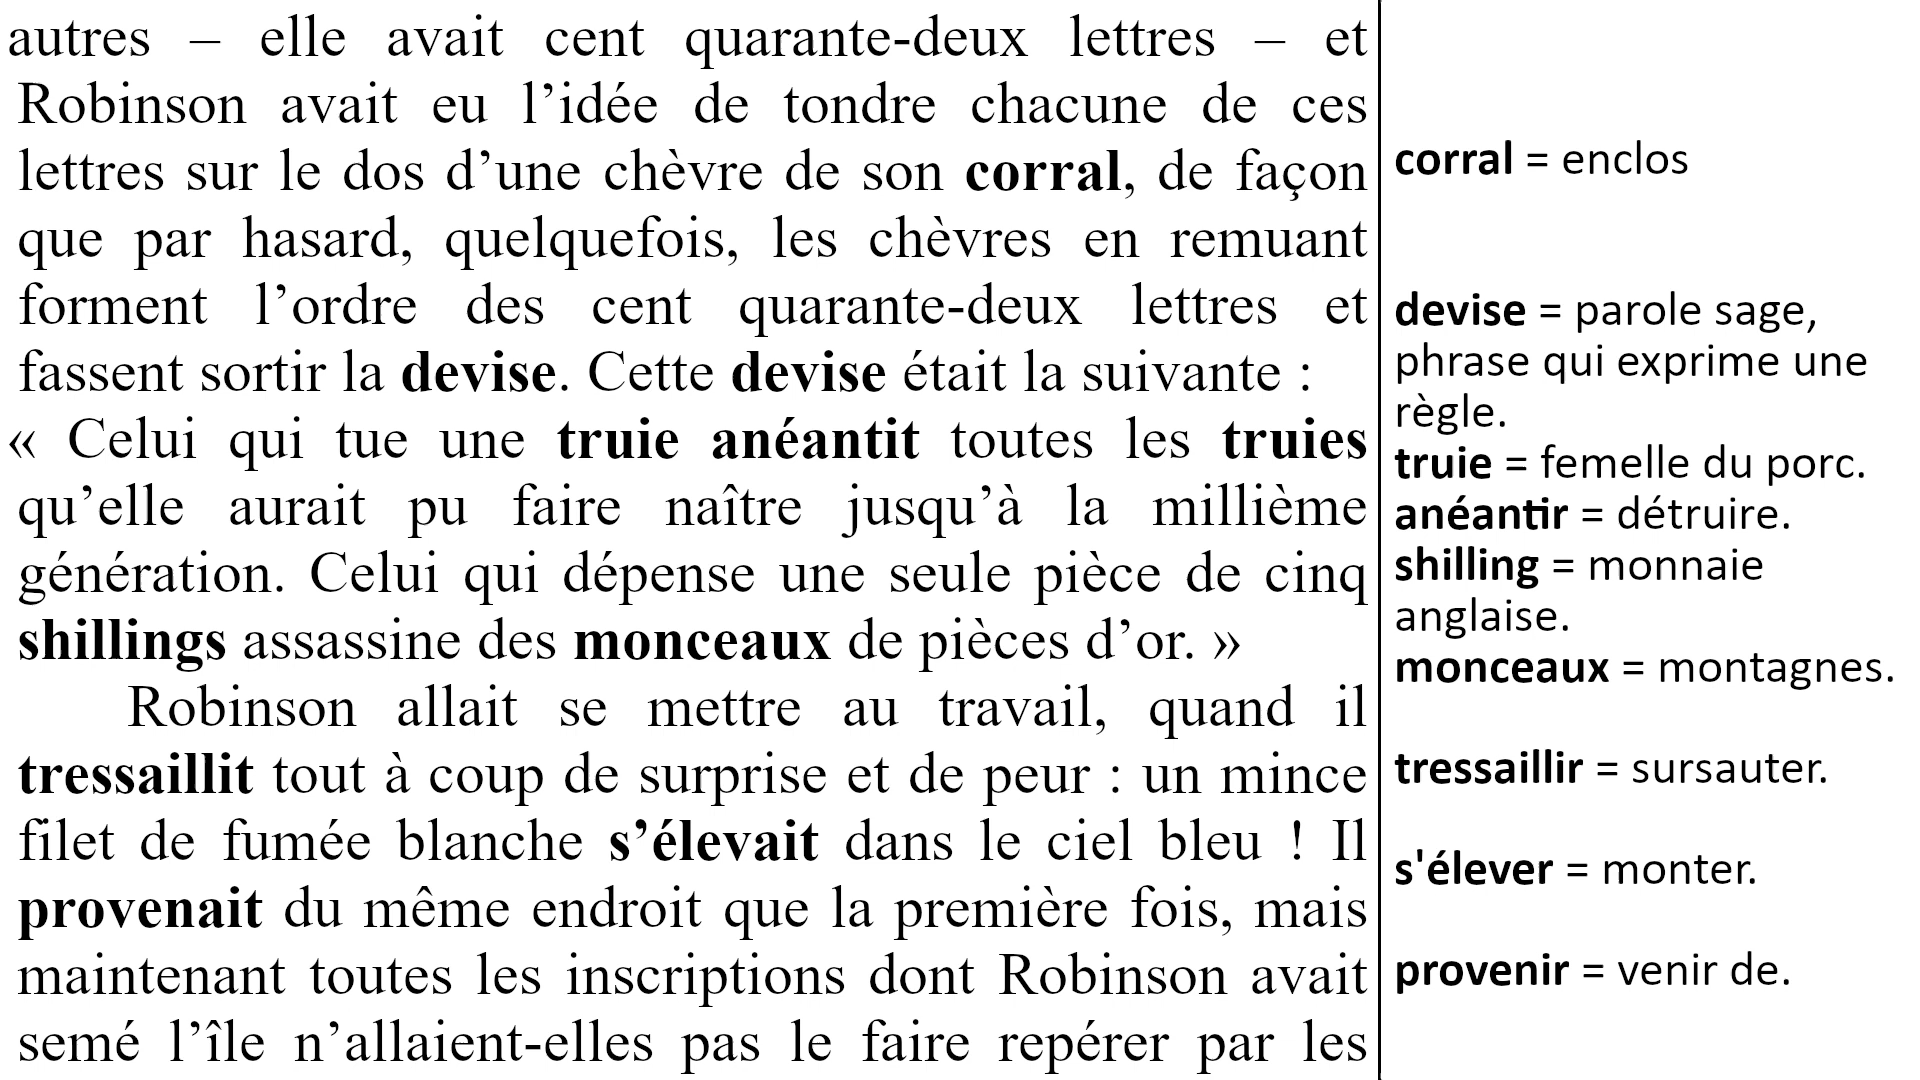 autres – elle avait cent quarante-deux lettres – et
Robinson avait eu l’idée de tondre chacune de ces
lettres sur le dos d’une chèvre de son corral, de façon
que par hasard, quelquefois, les chèvres en remuant
forment l’ordre des cent quarante-deux lettres et
fassent sortir la devise. Cette devise était la suivante :
« Celui qui tue une truie anéantit toutes les truies
qu’elle aurait pu faire naître jusqu’à la millième
génération. Celui qui dépense une seule pièce de cinq
shillings assassine des monceaux de pièces d’or. »
Robinson allait se mettre au travail, quand il
tressaillit tout à coup de surprise et de peur : un mince
filet de fumée blanche s’élevait dans le ciel bleu ! Il
provenait du même endroit que la première fois, mais
maintenant toutes les inscriptions dont Robinson avait
semé l’île n’allaient-elles pas le faire repérer par les
corral = enclos
devise = parole sage,
phrase qui exprime une
règle.
truie = femelle du porc.
anéantir = détruire.
shilling = monnaie
anglaise.
monceaux = montagnes.
tressaillir = sursauter.
s'élever = monter.
provenir = venir de.